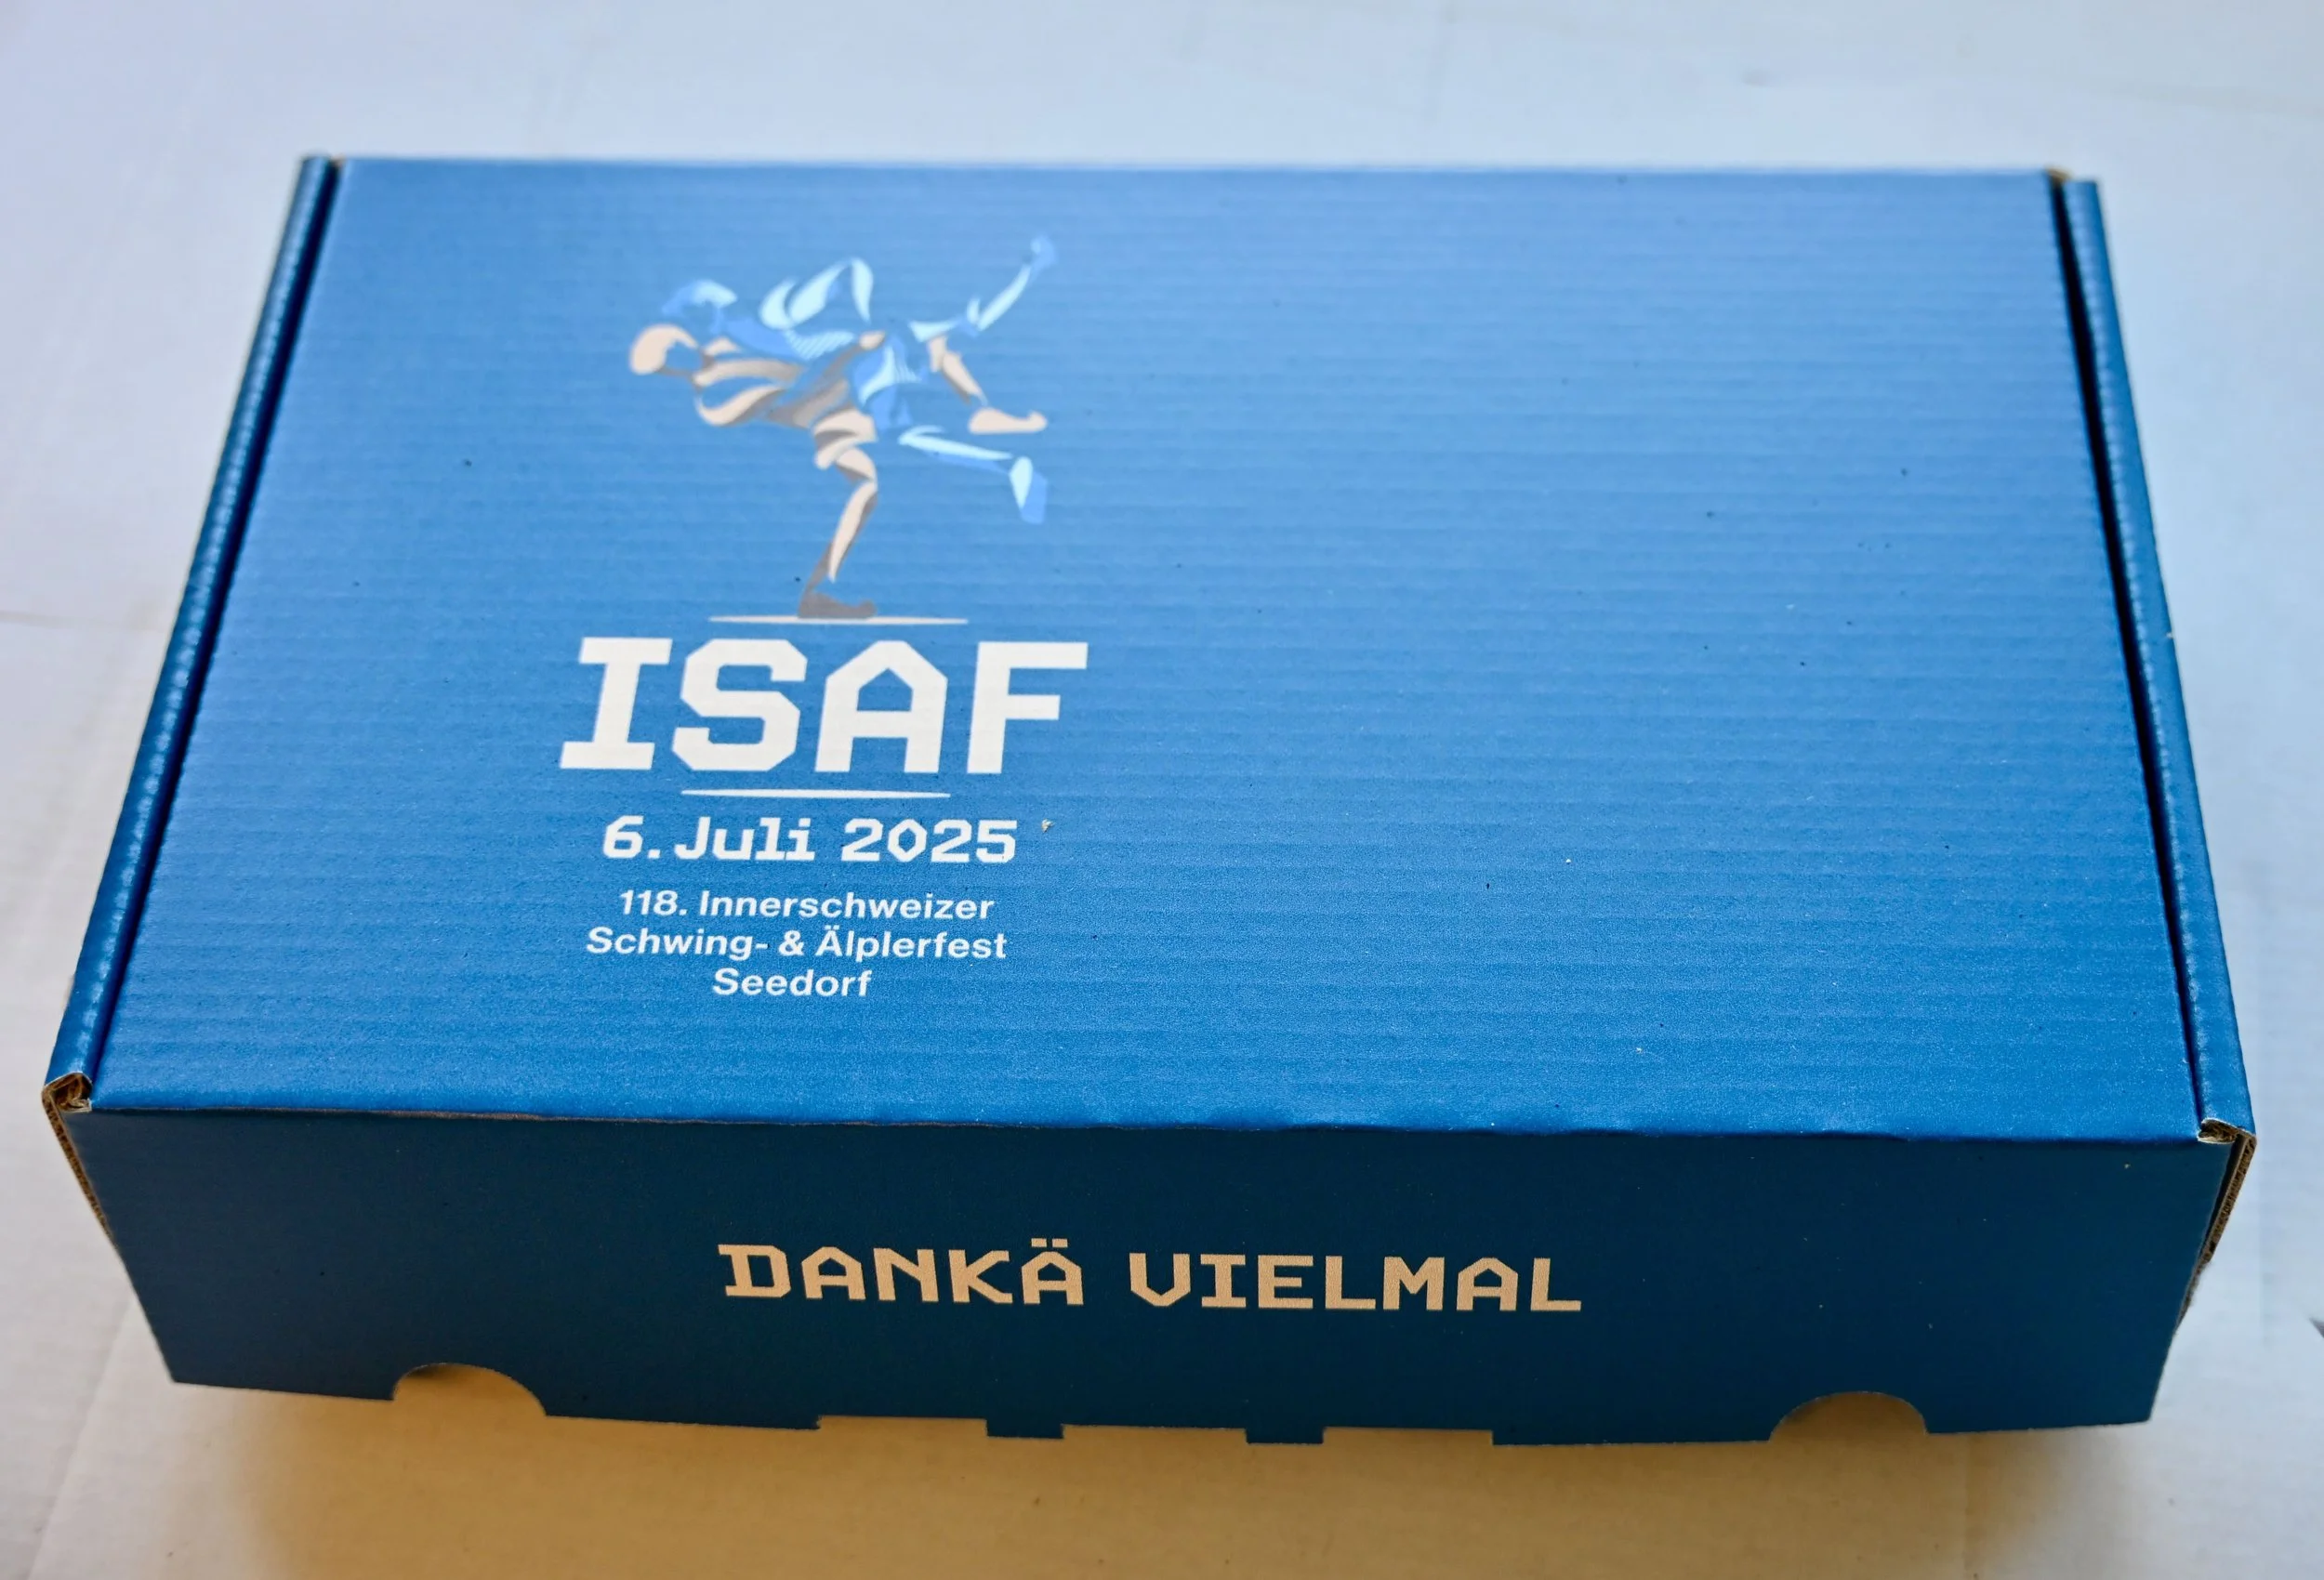 ISAF
6. Juli 2025
118. Innerschweizer
Schwing- & Älplerfest
Seedorf
DANKÄ VIELMAL